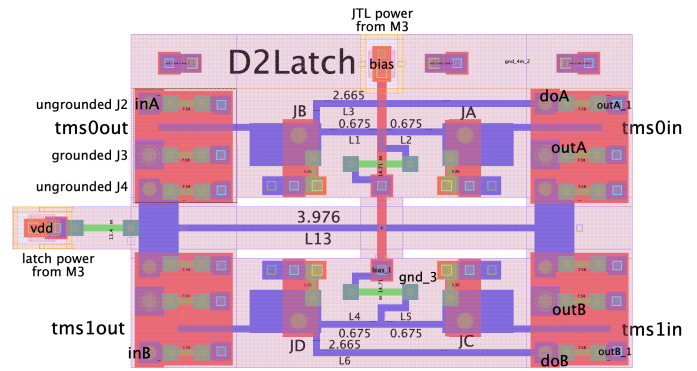 JTL power
from M3
D2Latch
bias
gnd_4m_2
ungrounded J2
inA
2.665
L3
doA
outA_1
JB
JA
tms0out
0.675
0.675
tms0in
L1
L2
grounded J3
outA
ungrounded J4
3.976
vdd
L13
latch power
from M3
bias_1
gnd_3
outB
tms1out
L4
L5
tms1in
0.675
0.675
JD
JC
2.665
inB
L6
doB
outB_1